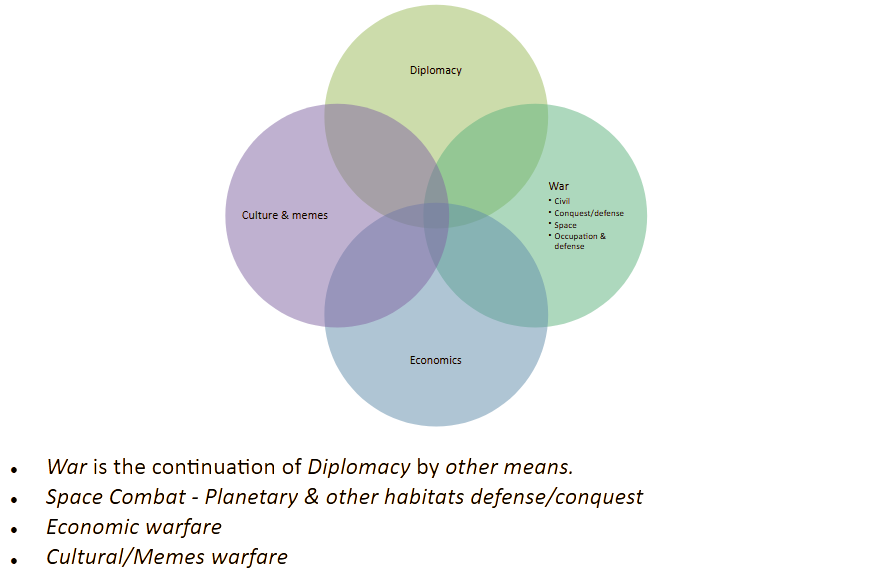 Diplomacy
War
• Civil
• Conquest/defense
• Space
• Occupation &
defense
Culture & memes
Economics
• War is the continuation of Diplomacy by other means.
• Space Combat - Planetary & other habitats defense/conquest
• Economic warfare
• Cultural/Memes warfare